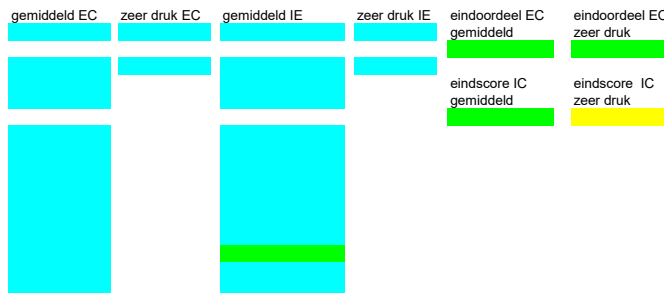 gemiddeld EC zeer druk EC gemiddeld IE zeer druk IE eindoordeel EC eindoordeel EC
gemiddeld zeer druk
eindscore IC eindscore IC
gemiddeld zeer druk